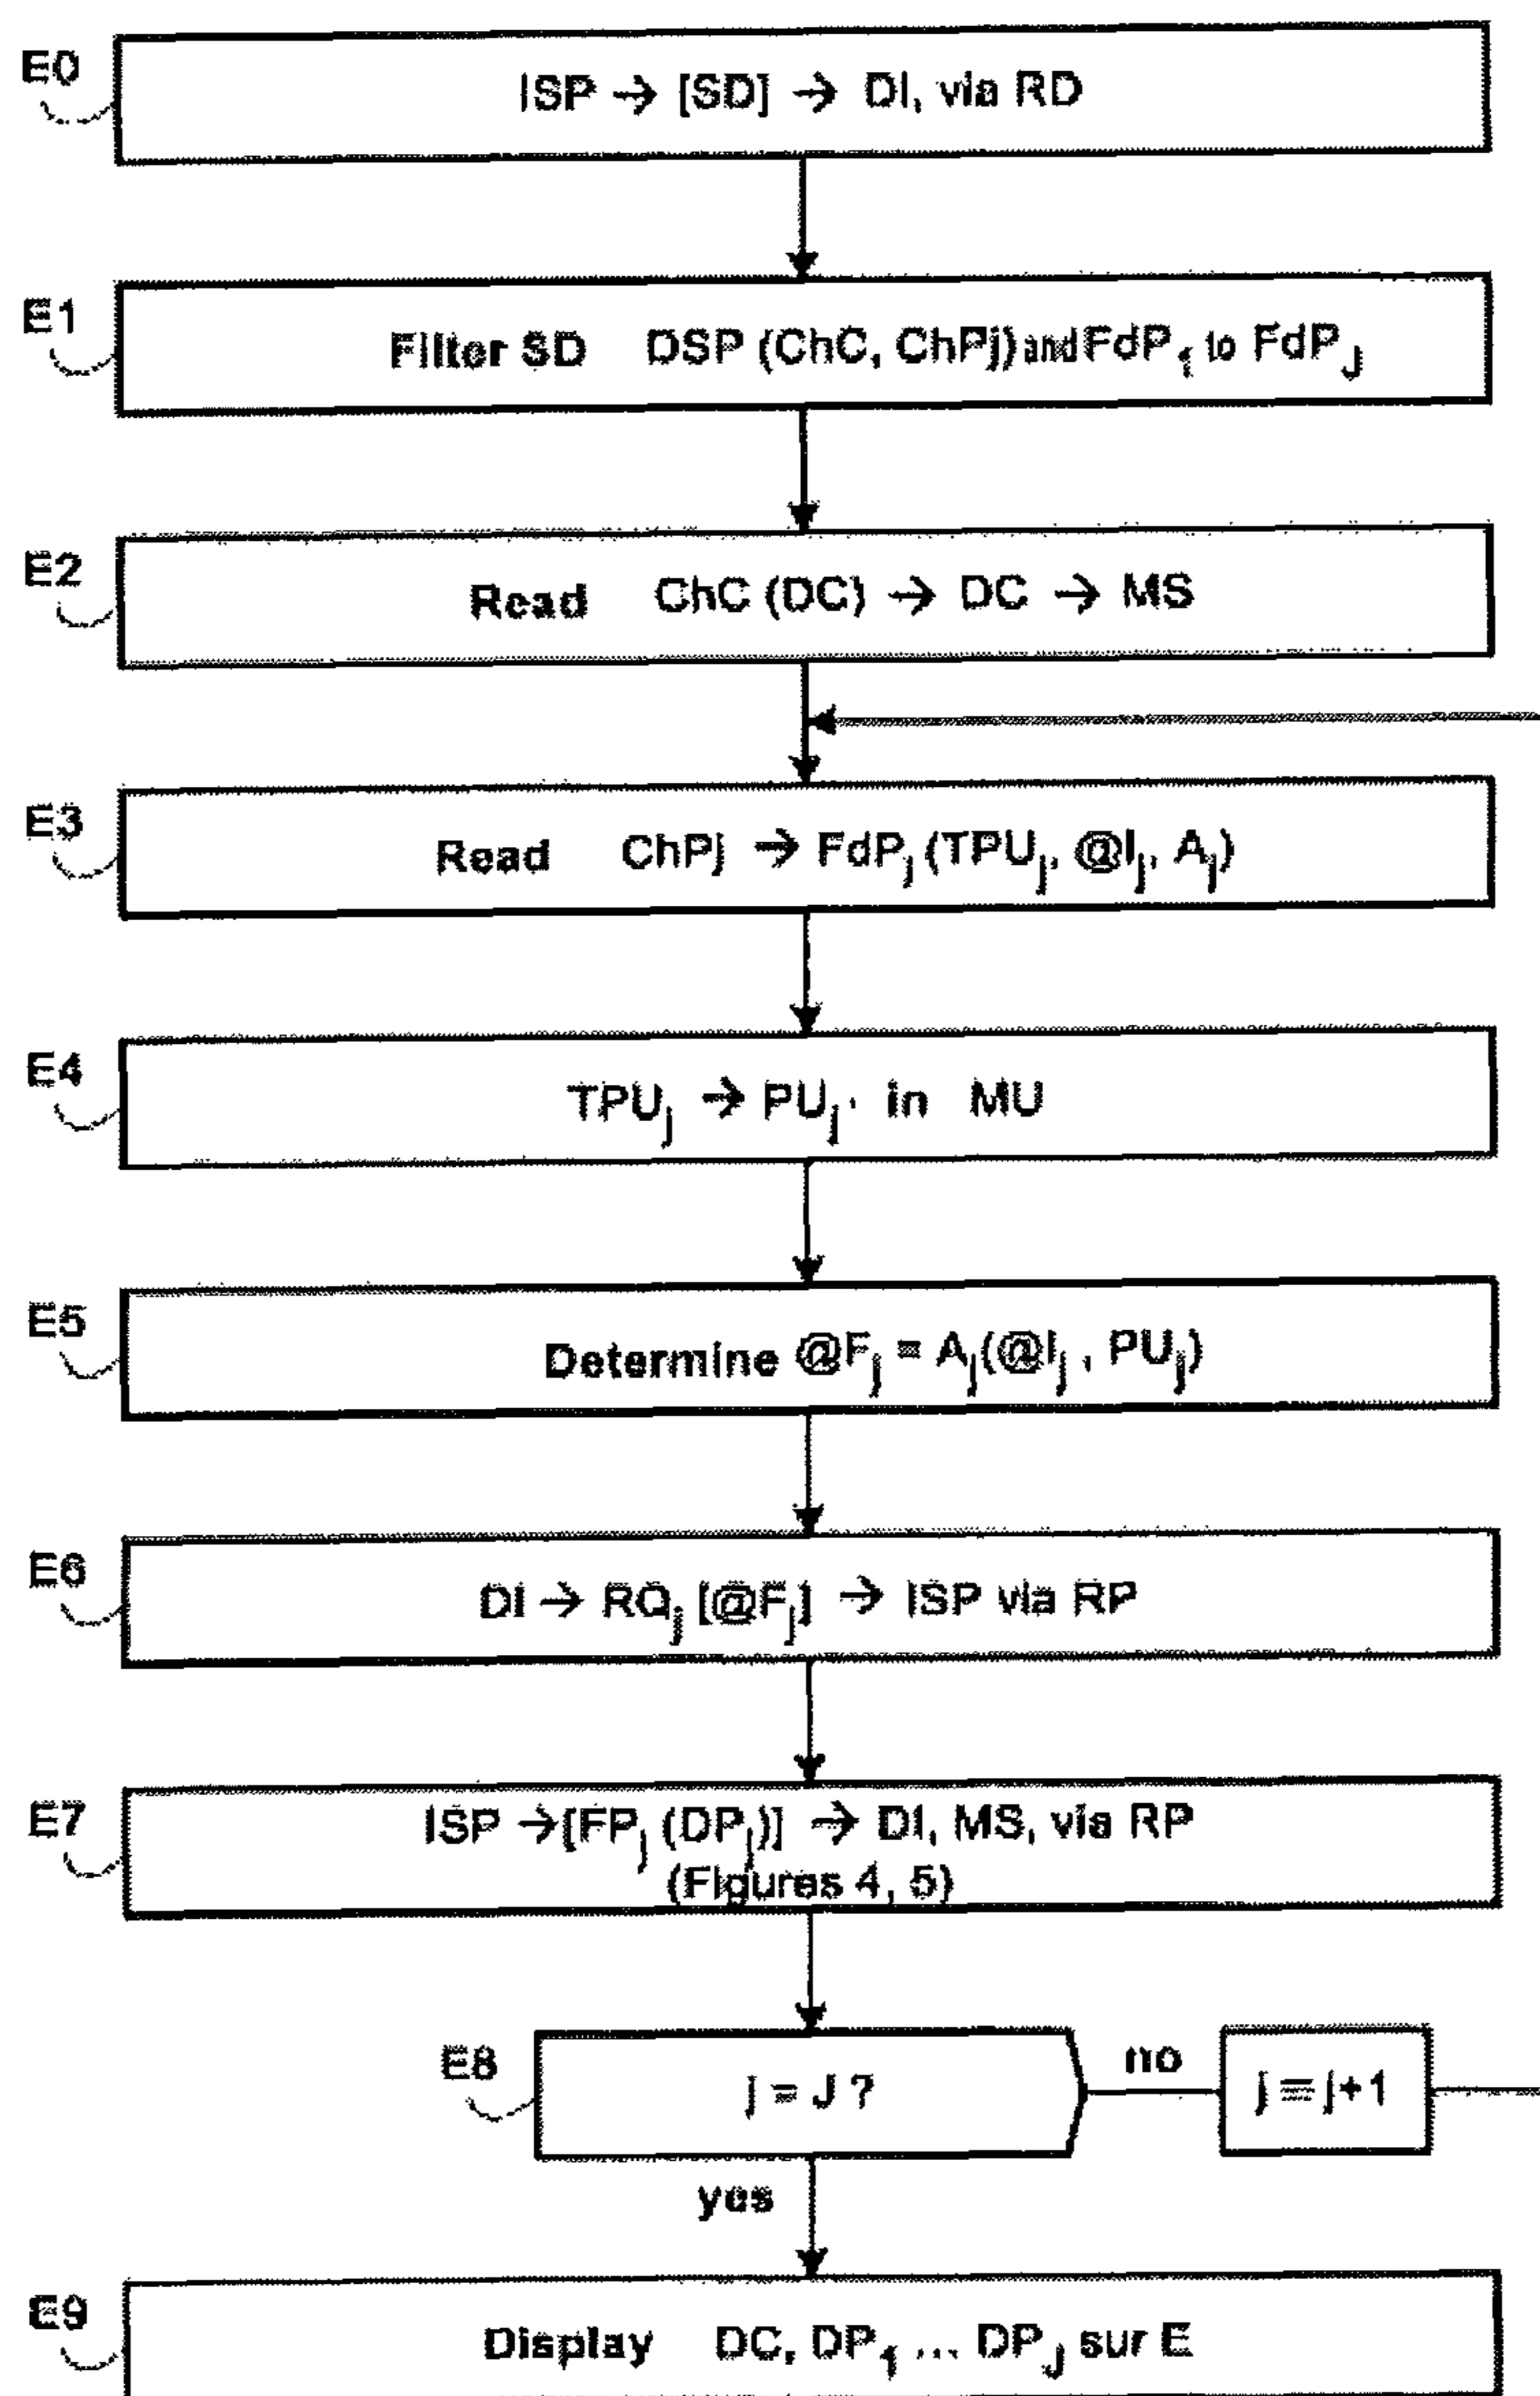 E0
ISP → [SD] → DI, via RD
E1
Filter SD DSP (ChC, ChPj) and FdP1 to FdPJ
E2
Read ChC (DC) → DC → MS
E3
Read ChPj → FdPj (TPUj, @Ij, Aj)
E4
TPUj → PUj, in MU
E5
Determine @Fj = Aj(@Ij, PUj)
E6
DI → RQj [@Fj] → ISP via RP
E7
ISP →[FPj (DPj)] → DI, MS, via RP
(Figures 4, 5)
E8
j = J ?
no
j = j+1
yes
E9
Display DC, DP1 ... DPJ sur E